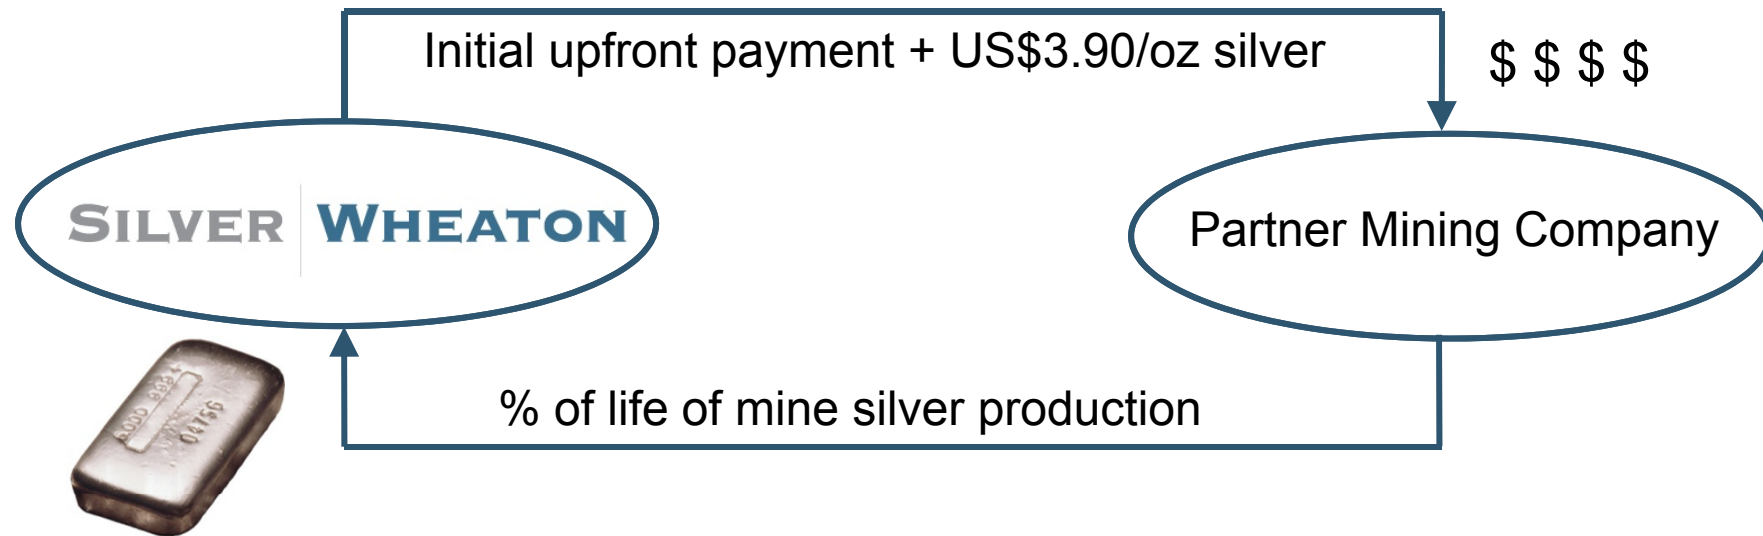 Initial upfront payment + US$3.90/oz silver
$ $ $ $
SILVER WHEATON
Partner Mining Company
% of life of mine silver production
04756